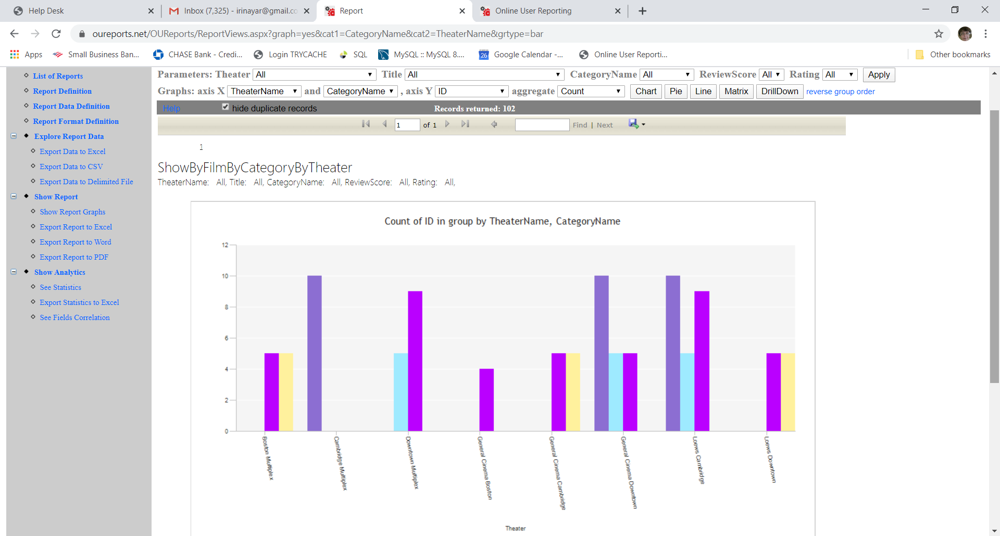 Help Desk
Inbox (7,325) - irinayar@gmail.co
Report
Online User Reporting
oureports.net/OUReports/ReportViews.aspx?graph=yes&cat1=CategoryName&cat2=TheaterName&grtype=bar
Apps
Small Business Ban...
CHASE Bank - Credi...
Login TRYCACHE
SQL
MySQL :: MySQL 8....
26
Google Calendar -...
Online User Reporti...
Other bookmarks
List of Reports
Report Definition
Report Data Definition
Report Format Definition
Explore Report Data
Export Data to Excel
Export Data to CSV
Export Data to Delimited File
Show Report
Show Report Graphs
Export Report to Excel
Export Report to Word
Export Report to PDF
Show Analytics
See Statistics
Export Statistics to Excel
See Fields Correlation
Parameters: Theater All Title All CategoryName All ReviewScore All Rating All Apply
Graphs: axis X TheaterName and CategoryName , axis Y ID aggregate Count Chart Pie Line Matrix DrillDown reverse group order
Help hide duplicate records Records returned: 102
1 of 1 Find | Next
1
ShowByFilmByCategoryByTheater
TheaterName: All, Title: All, CategoryName: All, ReviewScore: All, Rating: All,
Count of ID in group by TheaterName, CategoryName
12
10
8
6
4
2
0
Boston Multiplex
Cambridge Multiplex
Downtown Multiplex
General Cinema Boston
General Cinema Cambridge
General Cinema Downtown
Loews Cambridge
Loews Downtown
Theater